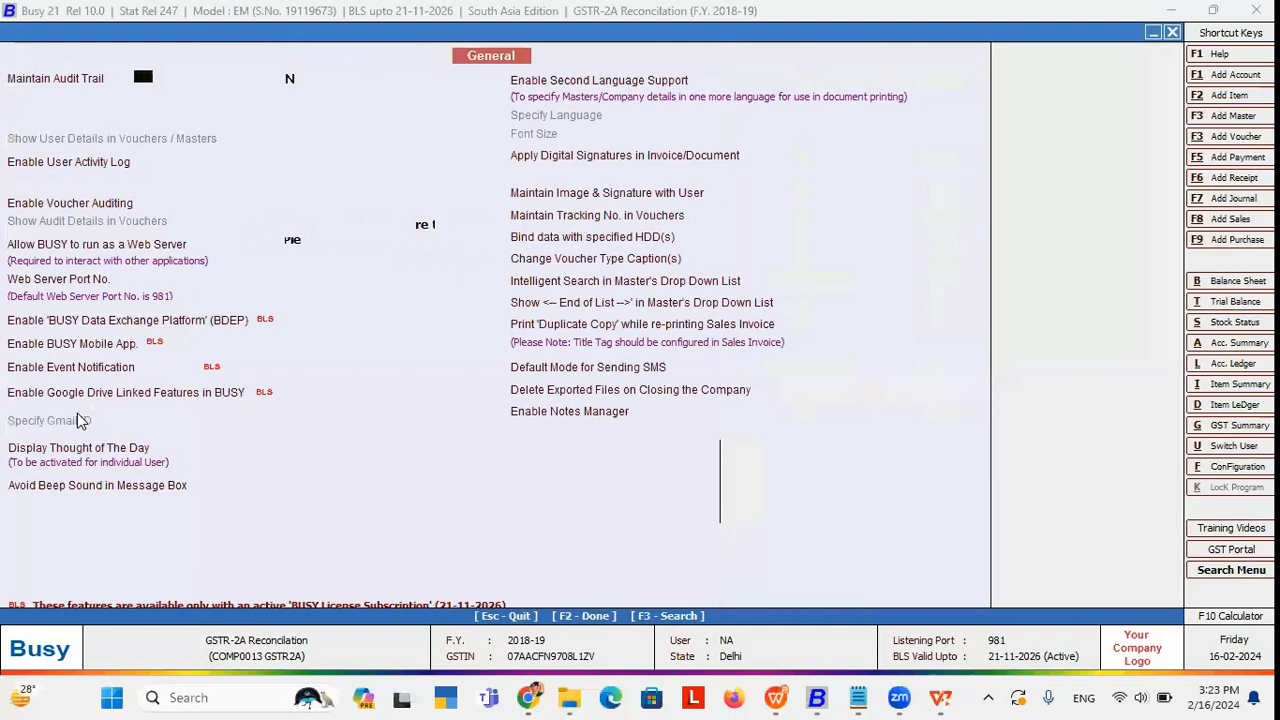 Busy 21 Rel 10.0 | Stat Rel 247 | Model : EM (S.No. 19119673) | BLS upto 21-11-2026 | South Asia Edition | GSTR-2A Reconciliation (F.Y. 2018-19)
General
Maintain Audit Trail N
Show User Details in Vouchers / Masters
Enable User Activity Log
Enable Voucher Auditing
Show Audit Details in Vouchers
Allow BUSY to run as a Web Server
(Required to interact with other applications)
Web Server Port No.
(Default Web Server Port No. is 981)
Enable 'BUSY Data Exchange Platform' (BDEP) BLS
Enable BUSY Mobile App. BLS
Enable Event Notification BLS
Enable Google Drive Linked Features in BUSY BLS
Specify
Display Thought of The Day
(To be activated for individual User)
Avoid Beep Sound in Message Box
Enable Second Language Support
(To specify Masters/Company details in one more language for use in document printing)
Specify Language
Font Size
Apply Digital Signatures in Invoice/Document
Maintain Image & Signature with User
Maintain Tracking No. in Vouchers
Bind data with specified HDD(s)
Change Voucher Type Caption(s)
Intelligent Search in Master's Drop Down List
Show <-- End of List -->' in Master's Drop Down List
Print 'Duplicate Copy' while re-printing Sales Invoice
(Please Note: Title Tag should be configured in Sales Invoice)
Default Mode for Sending SMS
Delete Exported Files on Closing the Company
Enable Notes Manager
BLS These features are available only with an active 'BUSY License Subscription' (21-11-2026)
[ Esc - Quit ] [ F2 - Done ] [ F3 - Search ]
Shortcut Keys
F1 Help
F1 Add Account
F2 Add Item
F3 Add Master
F3 Add Voucher
F5 Add Payment
F6 Add Receipt
F7 Add Journal
F8 Add Sales
F9 Add Purchase
B Balance Sheet
T Trial Balance
S Stock Status
A Acc. Summary
L Acc. Ledger
I Item Summary
D Item LeDger
G GST Summary
U Switch User
F ConFiguration
K LocK Program
Training Videos
GST Portal
Search Menu
F10 Calculator
Busy
GSTR-2A Reconciliation
(COMP0013 GSTR2A)
F.Y. : 2018-19
GSTIN : 07AACFN9708L1ZV
User : NA
State : Delhi
Listening Port : 981
BLS Valid Upto : 21-11-2026 (Active)
Your
Company
Logo
Friday
16-02-2024
28°
Search
ENG
3:23 PM
2/16/2024